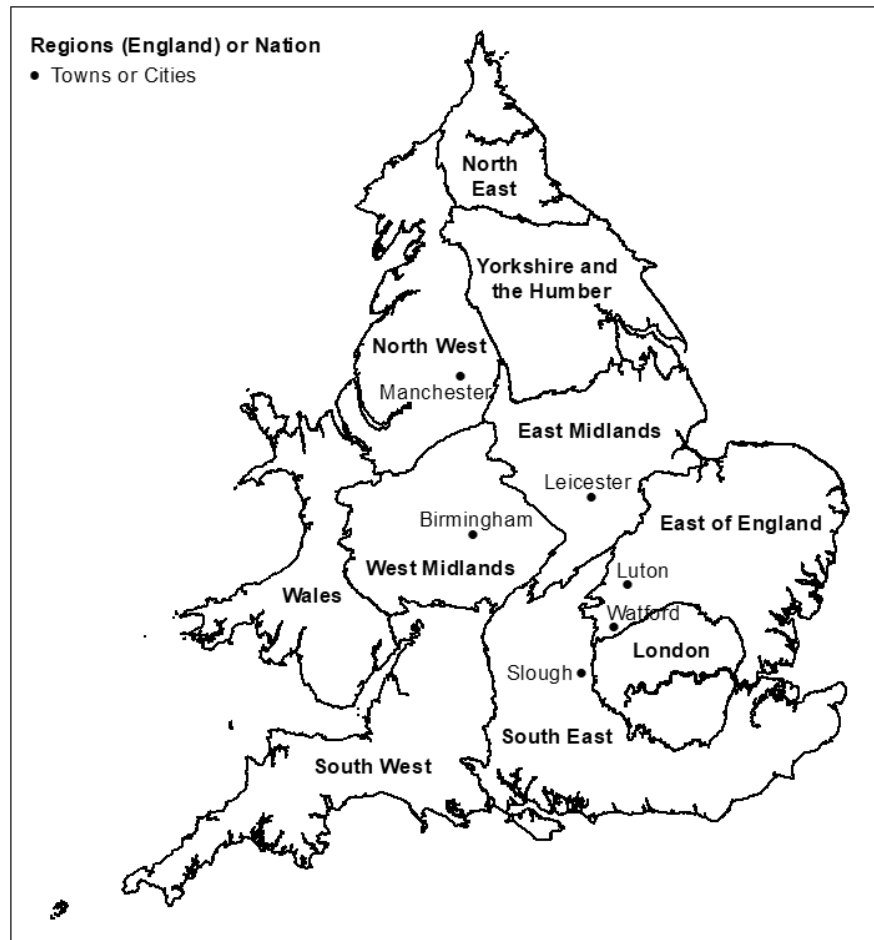 Regions (England) or Nation
Towns or Cities
North
East
Yorkshire and
the Humber
North West
Manchester
East Midlands
Leicester
Birmingham
East of England
West Midlands
Luton
Wales
Watford
London
Slough
South East
South West